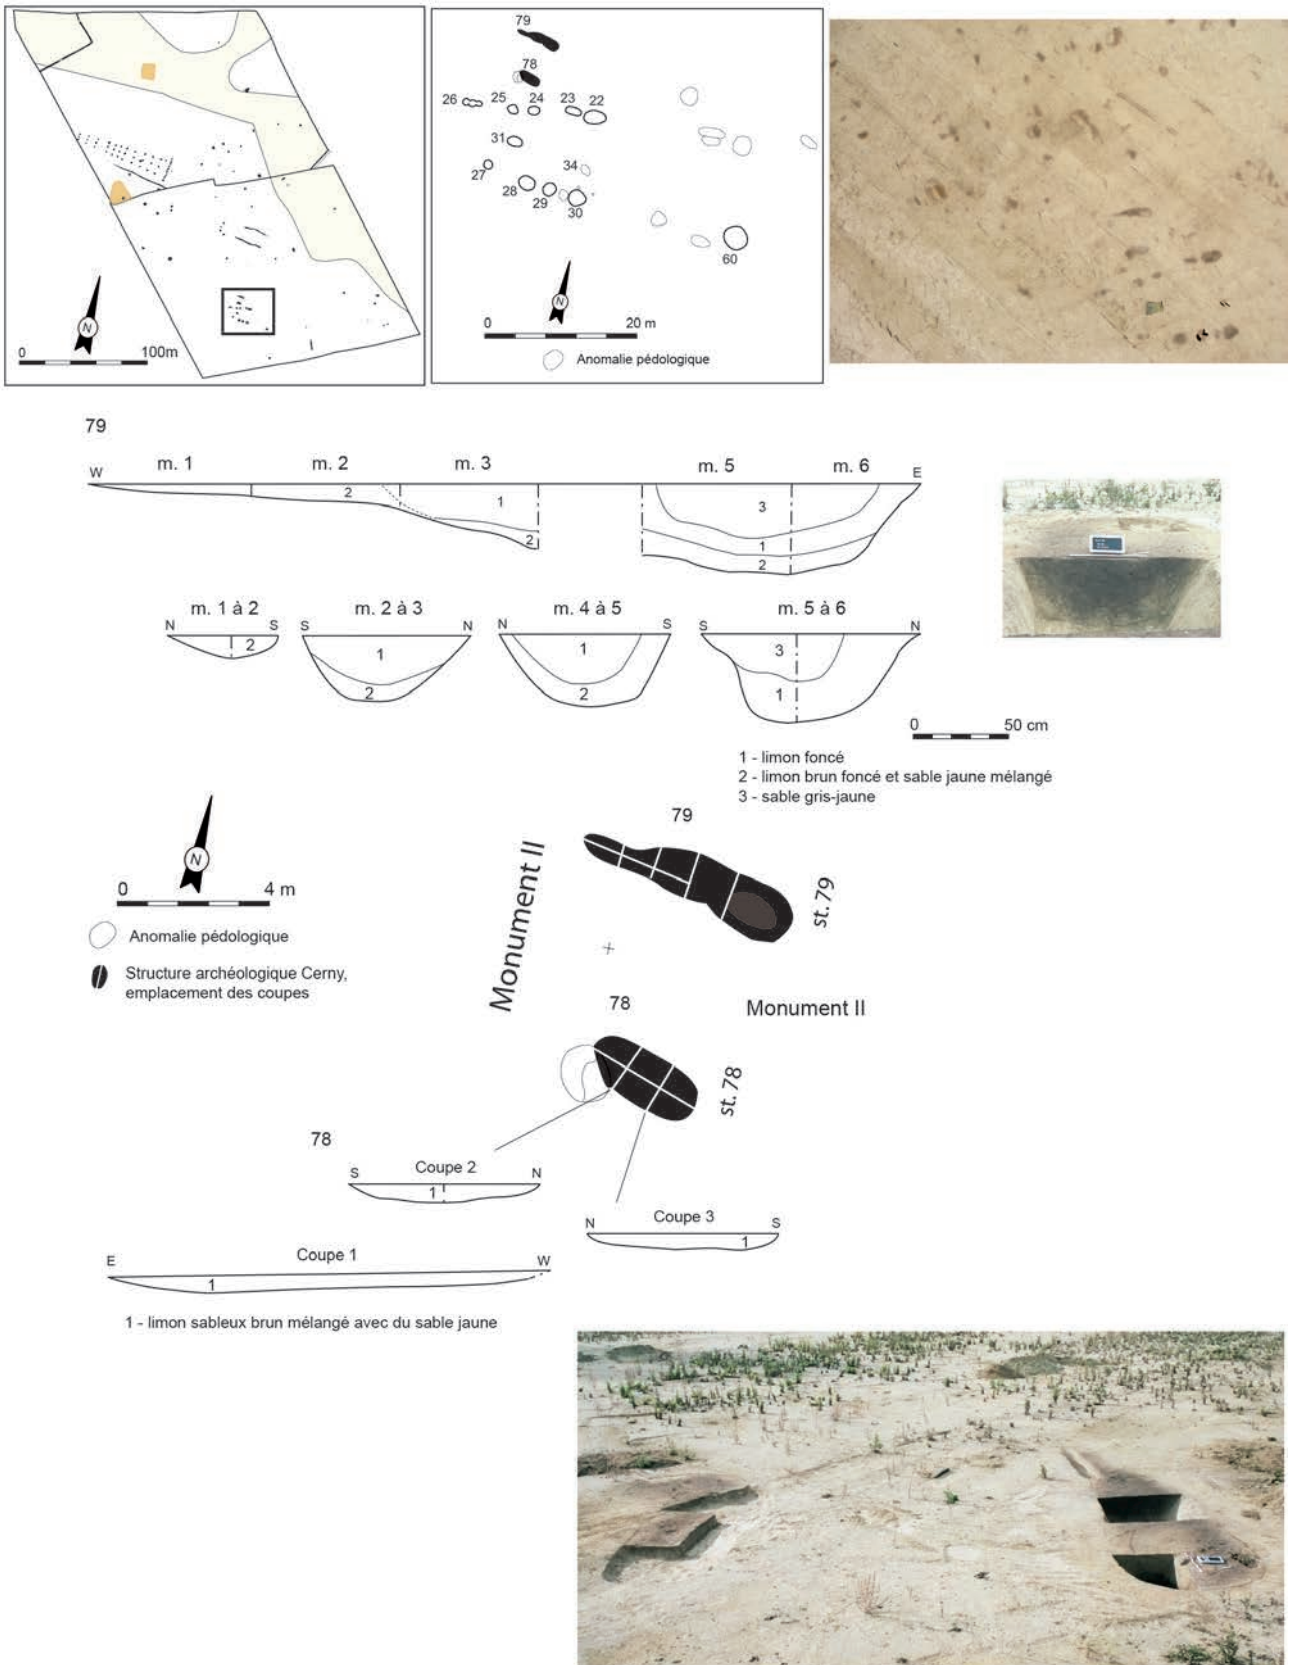 N
0 100m
79
78
26 25 24 23 22
31
27 34
28 29 30
60
N
0 20 m
Anomalie pédologique
79
W m. 1 m. 2 m. 3 m. 5 m. 6 E
2 1 3
2 1
2
m. 1 à 2 m. 2 à 3 m. 4 à 5 m. 5 à 6
N S S N N S S N
2 1 1 3
2 2 1
0 50 cm
1 - limon foncé
2 - limon brun foncé et sable jaune mélangé
3 - sable gris-jaune
N
0 4 m
Anomalie pédologique
Structure archéologique Cerny,
emplacement des coupes
79
Monument II
st.79
78
Monument II
st.78
78
S Coupe 2 N
1
N Coupe 3 S
1
E Coupe 1 W
1
1 - limon sableux brun mélangé avec du sable jaune